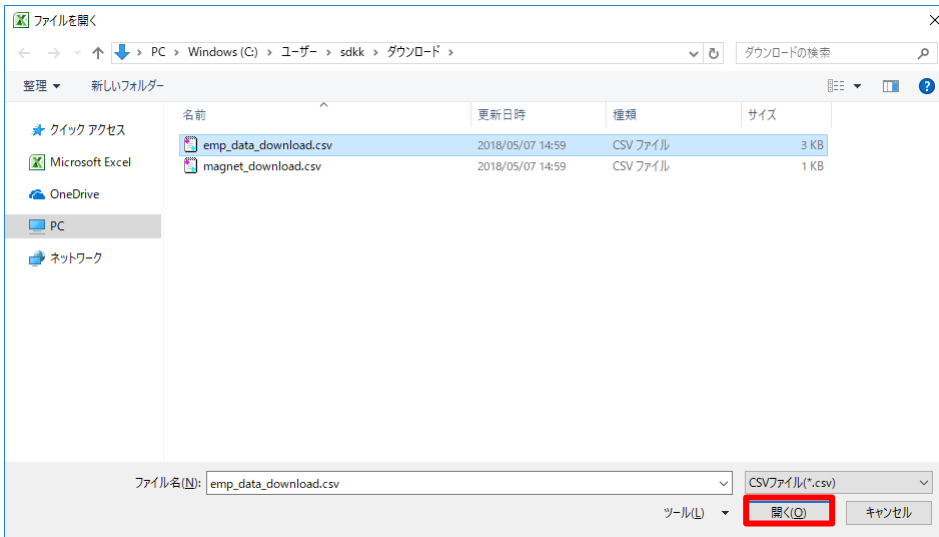 ファイルを開く
PC > Windows (C:) > ユーザー > sdkk > ダウンロード >
ダウンロードの検索
整理 新しいフォルダー
名前 更新日時 種類 サイズ
クイック アクセス
Microsoft Excel
OneDrive
PC
ネットワーク
emp_data_download.csv 2018/05/07 14:59 CSV ファイル 3 KB
magnet_download.csv 2018/05/07 14:59 CSV ファイル 1 KB
ファイル名(N): emp_data_download.csv CSVファイル(*.csv)
ツール(L) 開く(O) キャンセル